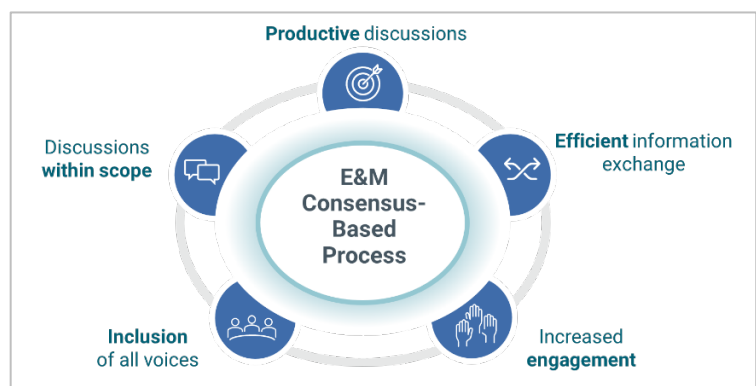 Productive discussions
Discussions
within scope
Efficient information
exchange
E&M
Consensus-
Based
Process
Inclusion
of all voices
Increased
engagement